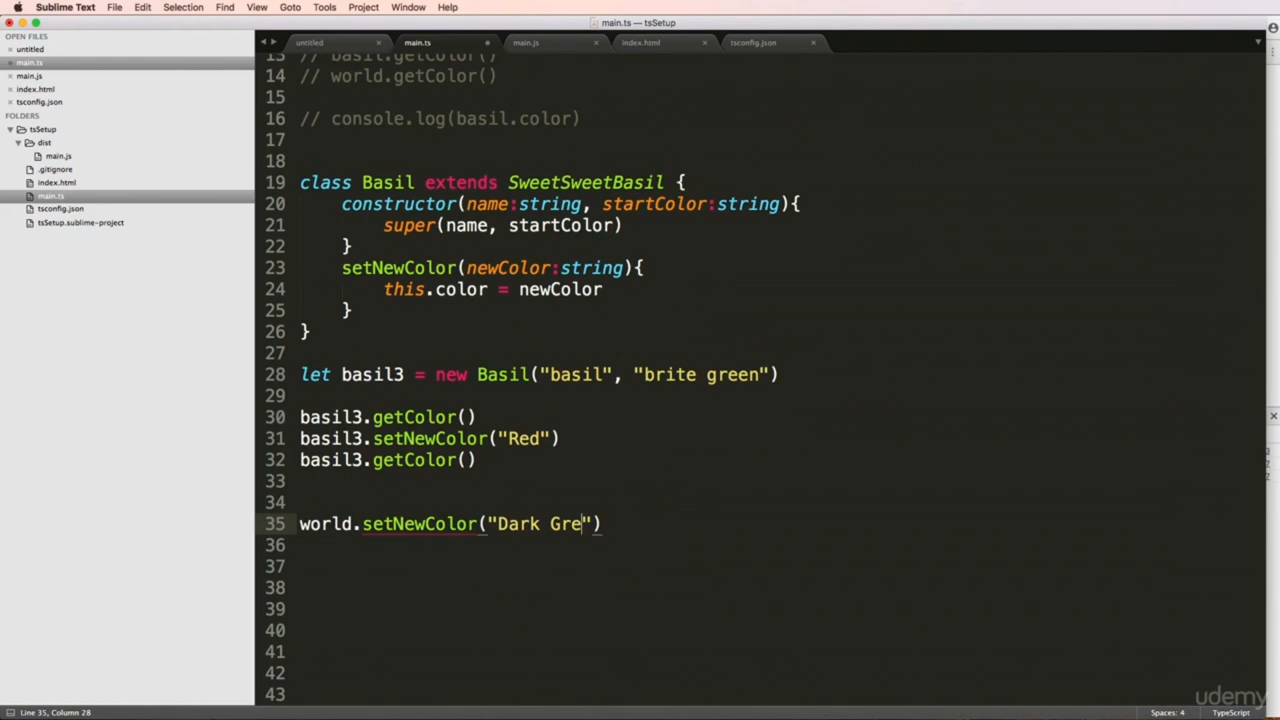 Sublime Text File Edit Selection Find View Goto Tools Project Window Help
main.ts — tsSetup
OPEN FILES
untitled
main.ts
main.js
index.html
tsconfig.json
FOLDERS
tsSetup
dist
main.js
.gitignore
index.html
main.ts
tsconfig.json
tsSetup.sublime-project
untitled main.ts main.js index.html tsconfig.json
13 // basil.getColor()
14 // world.getColor()
15
16 // console.log(basil.color)
17
18
19 class Basil extends SweetSweetBasil {
20 constructor(name:string, startColor:string){
21 super(name, startColor)
22 }
23 setNewColor(newColor:string){
24 this.color = newColor
25 }
26 }
27
28 let basil3 = new Basil("basil", "brite green")
29
30 basil3.getColor()
31 basil3.setNewColor("Red")
32 basil3.getColor()
33
34
35 world.setNewColor("Dark Gre")
36
37
38
39
40
41
42
43
Line 35, Column 28
Spaces: 4 TypeScript
udemy